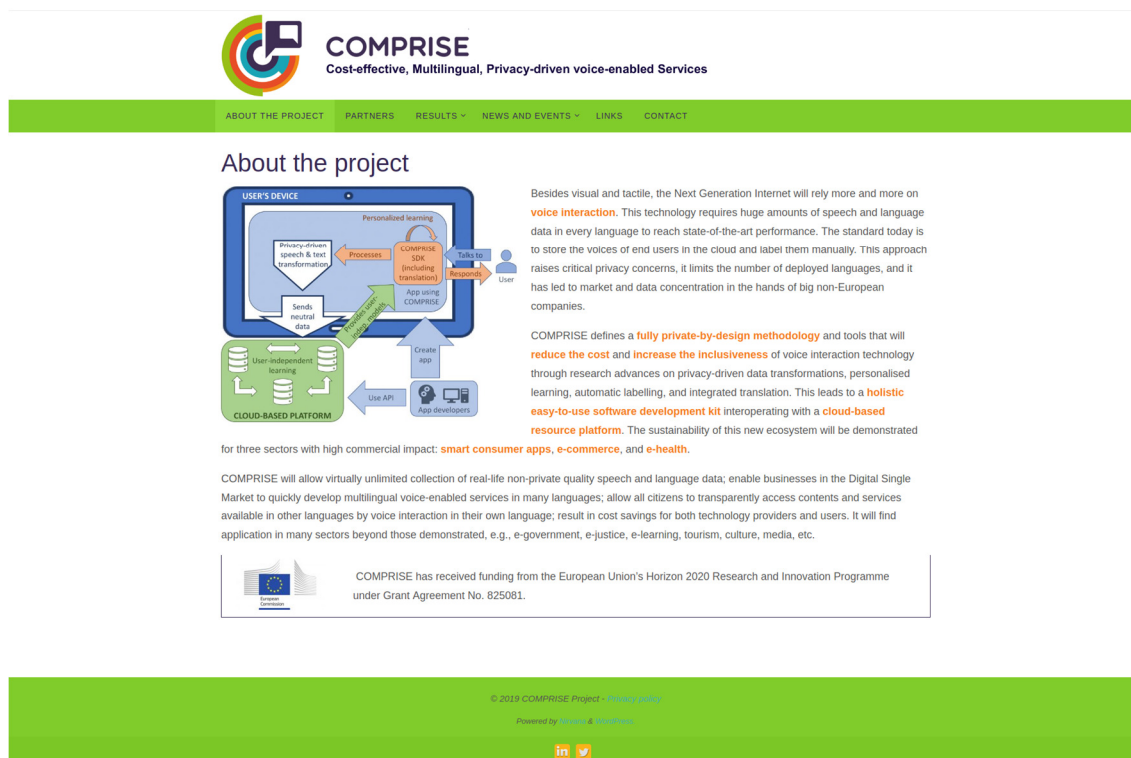 COMPRISE
Cost-effective, Multilingual, Privacy-driven voice-enabled Services
ABOUT THE PROJECT
PARTNERS
RESULTS
NEWS AND EVENTS
LINKS
CONTACT
About the project
USER'S DEVICE
Personalized learning
Privacy-driven
speech & text
transformation
Processes
COMPRISE
SDK
(including
translation)
Talks to
Responds
User
App using
COMPRISE
Sends
neutral
data
Provides user-
indep. models
User-independent
learning
CLOUD-BASED PLATFORM
Create
app
Use API
App developers
Besides visual and tactile, the Next Generation Internet will rely more and more on
voice interaction. This technology requires huge amounts of speech and language
data in every language to reach state-of-the-art performance. The standard today is
to store the voices of end users in the cloud and label them manually. This approach
raises critical privacy concerns, it limits the number of deployed languages, and it
has led to market and data concentration in the hands of big non-European
companies.
COMPRISE defines a fully private-by-design methodology and tools that will
reduce the cost and increase the inclusiveness of voice interaction technology
through research advances on privacy-driven data transformations, personalised
learning, automatic labelling, and integrated translation. This leads to a holistic
easy-to-use software development kit interoperating with a cloud-based
resource platform. The sustainability of this new ecosystem will be demonstrated
for three sectors with high commercial impact: smart consumer apps, e-commerce, and e-health.
COMPRISE will allow virtually unlimited collection of real-life non-private quality speech and language data; enable businesses in the Digital Single
Market to quickly develop multilingual voice-enabled services in many languages; allow all citizens to transparently access contents and services
available in other languages by voice interaction in their own language; result in cost savings for both technology providers and users. It will find
application in many sectors beyond those demonstrated, e.g., e-government, e-justice, e-learning, tourism, culture, media, etc.
European
Commission
COMPRISE has received funding from the European Union's Horizon 2020 Research and Innovation Programme
under Grant Agreement No. 825081.
© 2019 COMPRISE Project - Privacy policy
Powered by Nirvana & WordPress.
in